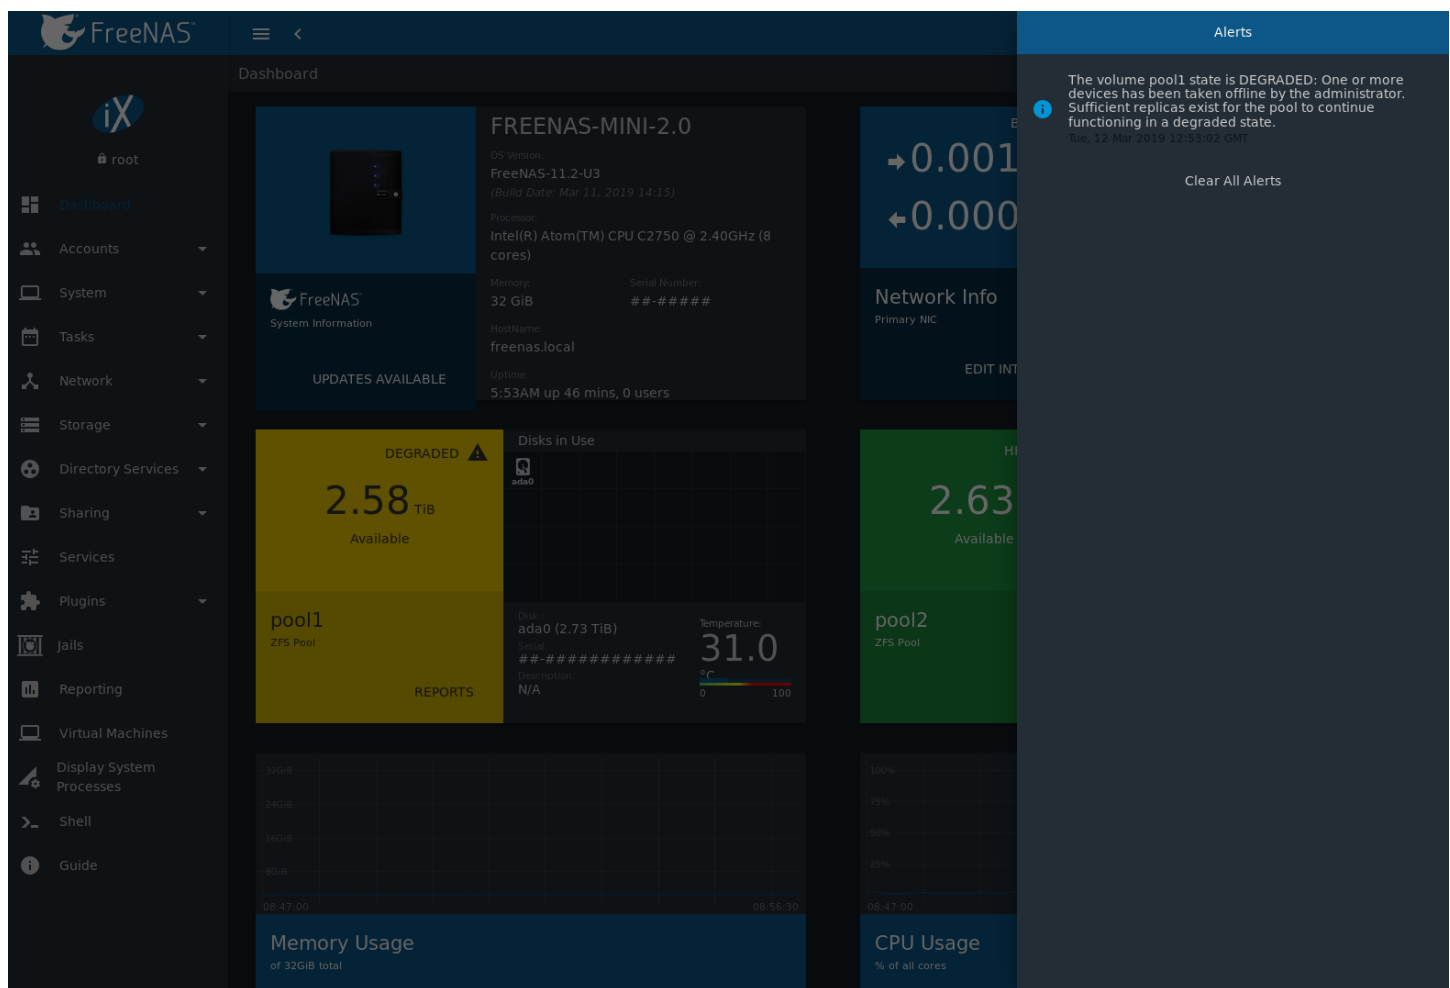 FreeNAS
Alerts
Dashboard
The volume pool1 state is DEGRADED: One or more
devices has been taken offline by the administrator.
Sufficient replicas exist for the pool to continue
functioning in a degraded state.
Tue, 12 Mar 2019 12:53:02 GMT
Clear All Alerts
iX
root
Dashboard
Accounts
System
Tasks
Network
Storage
Directory Services
Sharing
Services
Plugins
Jails
Reporting
Virtual Machines
Display System
Processes
Shell
Guide
FreeNAS
System Information
UPDATES AVAILABLE
FREENAS-MINI-2.0
OS Version:
FreeNAS-11.2-U3
(Build Date: Mar 11, 2019 14:15)
Processor:
Intel(R) Atom(TM) CPU C2750 @ 2.40GHz (8
cores)
Memory: Serial Number:
32 GiB ##-#####
HostName:
freenas.local
Uptime:
5:53AM up 46 mins, 0 users
0.001
0.000
Network Info
Primary NIC
EDIT INT
DEGRADED
2.58 TiB
Available
pool1
ZFS Pool
REPORTS
Disks in Use
ada0
Disk :
ada0 (2.73 TiB)
Serial:
##-############
Description:
N/A
Temperature:
31.0
°C
0 100
2.63
Available
pool2
ZFS Pool
32GiB
24GiB
16GiB
8GiB
08:47:00 08:56:30
Memory Usage
of 32GiB total
100%
75%
50%
25%
08:47:00
CPU Usage
% of all cores